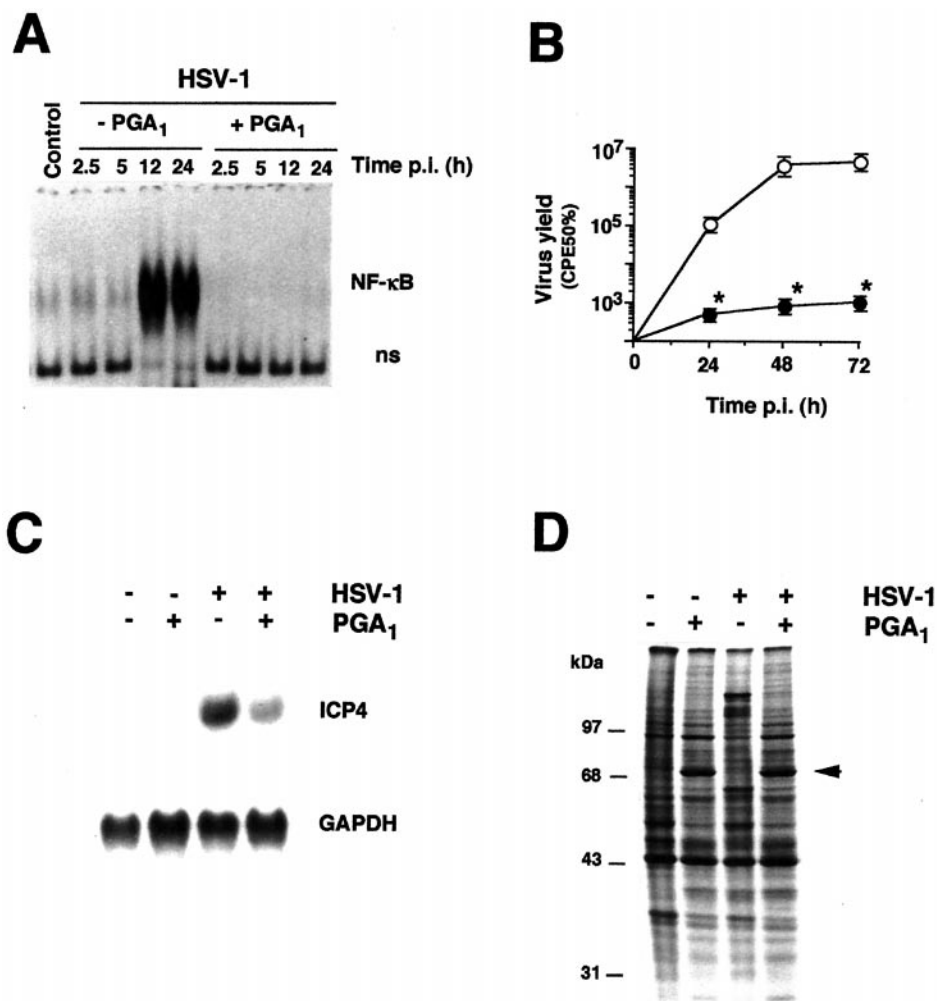 A
HSV-1
Control
- PGA₁
+ PGA₁
2.5 5 12 24 2.5 5 12 24 Time p.i. (h)
NF-κB
ns
B
Virus yield
(CPE50%)
10⁷
10⁵
10³
* * *
0 24 48 72
Time p.i. (h)
C
- - + + HSV-1
- + - + PGA₁
ICP4
GAPDH
D
- - + + HSV-1
- + - + PGA₁
kDa
97
68
43
31